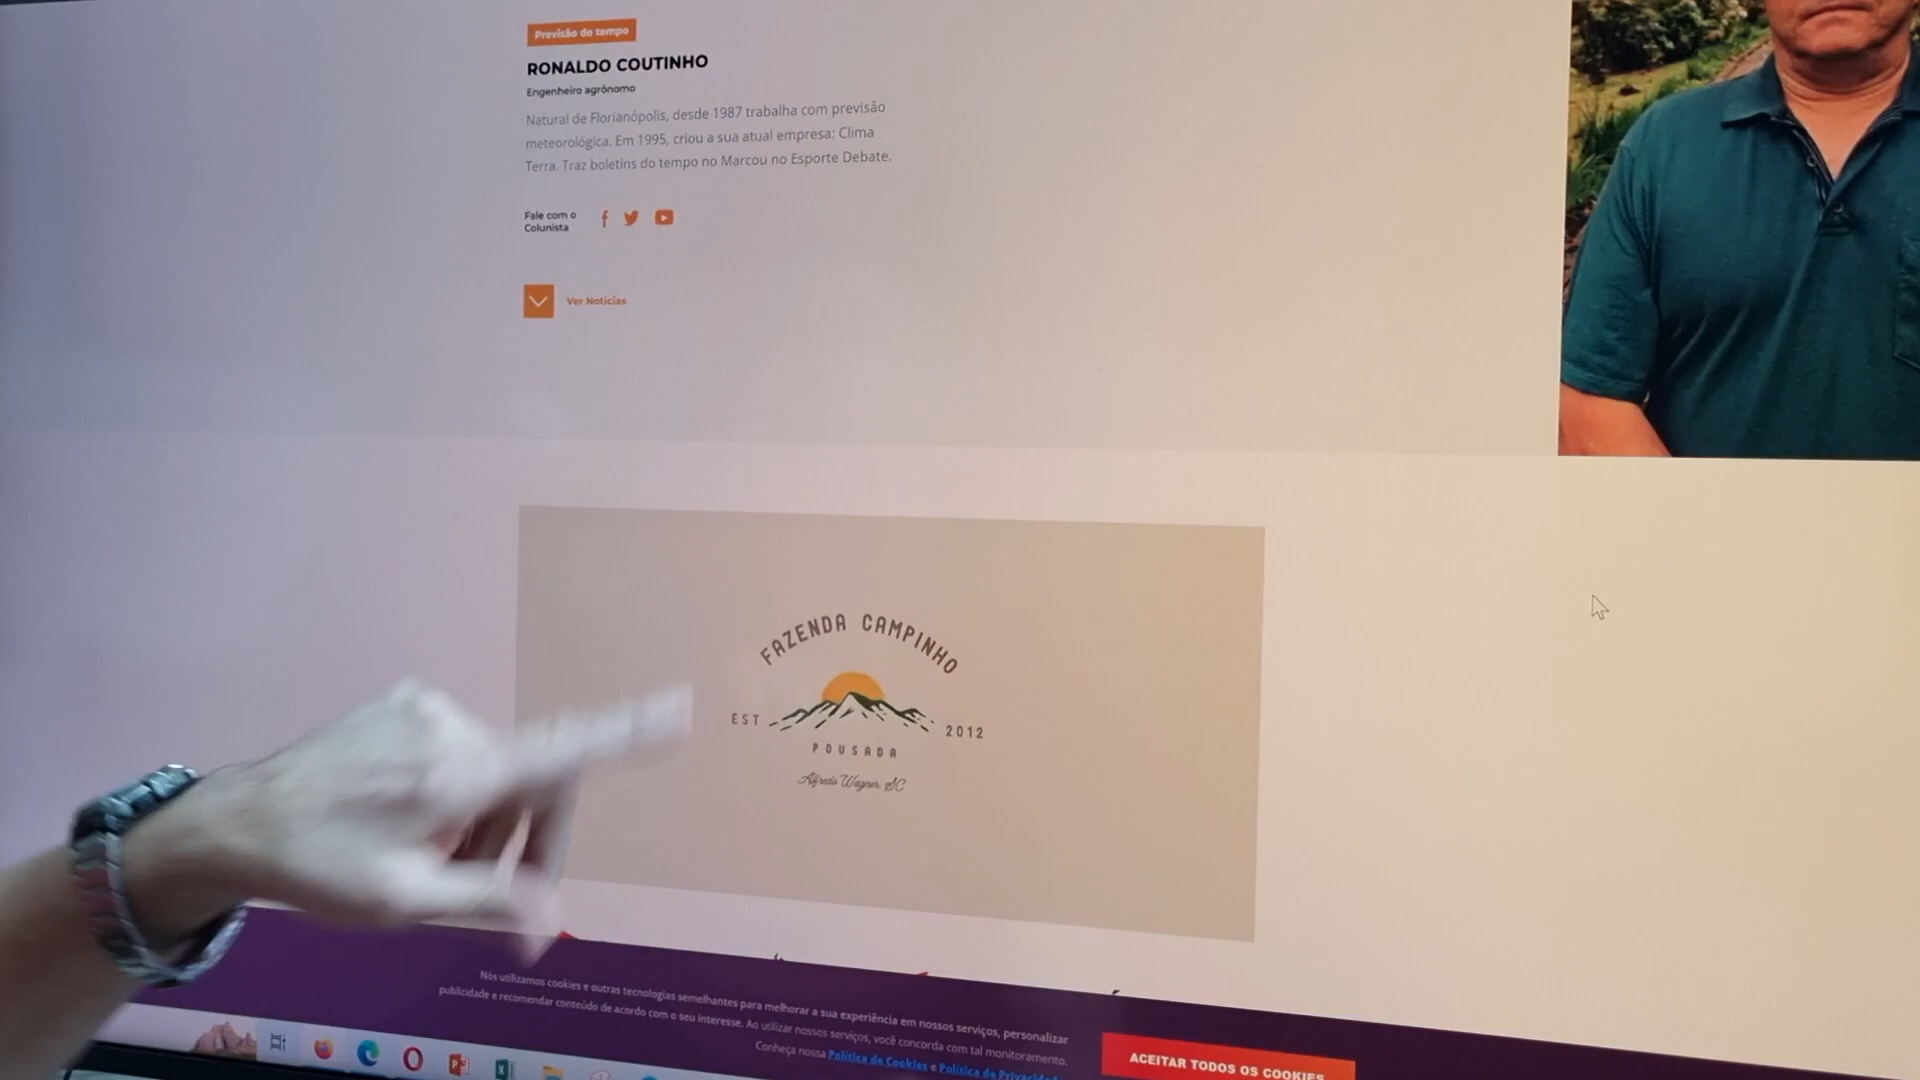 Previsão do tempo
RONALDO COUTINHO
Engenheiro agrônomo
Natural de Florianópolis, desde 1987 trabalha com previsão
meteorológica. Em 1995, criou a sua atual empresa: Clima
Terra. Traz boletins do tempo no Marcou no Esporte Debate.
Fale com o
Colunista
Ver Notícias
FAZENDA CAMPINHO
EST 2012
POUSADA
Alfredo Wagner, SC
Nós utilizamos cookies e outras tecnologias semelhantes para melhorar a sua experiência em nossos serviços, personalizar
publicidade e recomendar conteúdo de acordo com o seu interesse. Ao utilizar nossos serviços, você concorda com tal monitoramento.
Conheça nossa Política de Cookies e Política de Privacidade
ACEITAR TODOS OS COOKIES